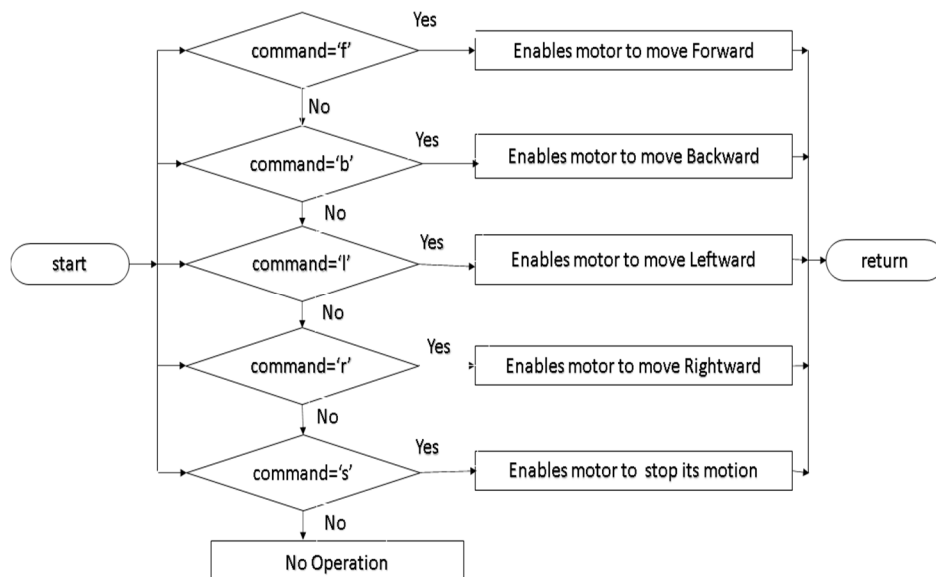 Yes
command=‘f’
Enables motor to move Forward
No
Yes
command=‘b’
Enables motor to move Backward
No
Yes
start
command=‘l’
Enables motor to move Leftward
return
No
Yes
command=‘r’
Enables motor to move Rightward
No
Yes
command=‘s’
Enables motor to stop its motion
No
No Operation